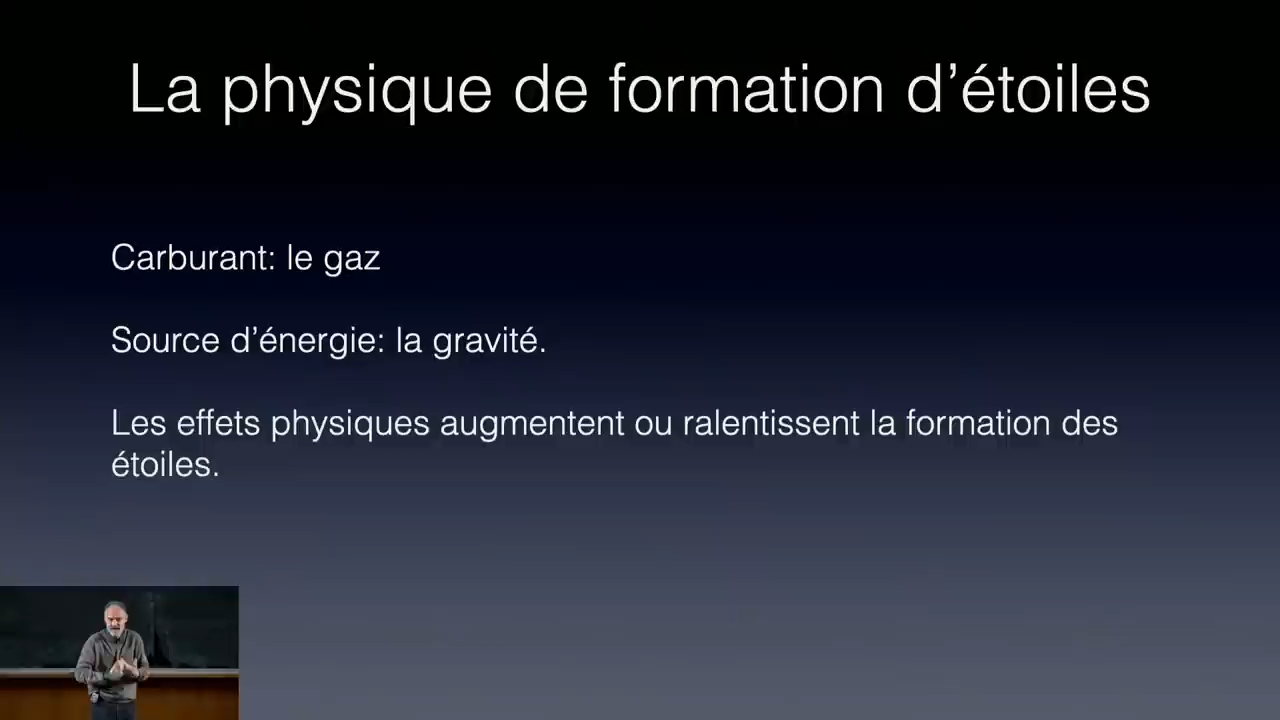 La physique de formation d’étoiles
Carburant: le gaz
Source d’énergie: la gravité.
Les effets physiques augmentent ou ralentissent la formation des
étoiles.